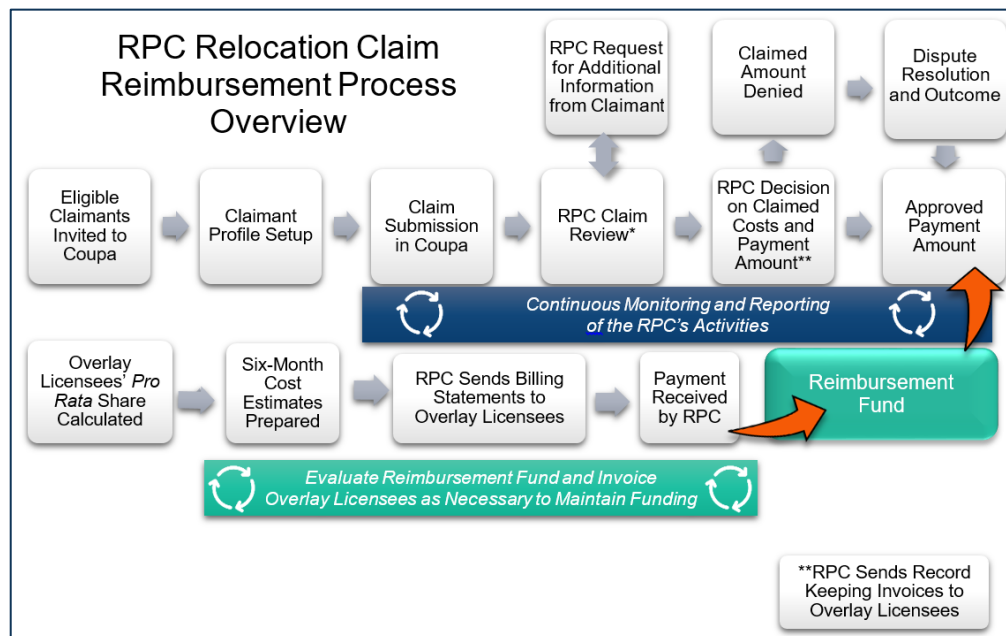 RPC Relocation Claim
Reimbursement Process
Overview
RPC Request
for Additional
Information
from Claimant
Claimed
Amount
Denied
Dispute
Resolution
and Outcome
Eligible
Claimants
Invited to
Coupa
Claimant
Profile Setup
Claim
Submission
in Coupa
RPC Claim
Review*
RPC Decision
on Claimed
Costs and
Payment
Amount**
Approved
Payment
Amount
Continuous Monitoring and Reporting
of the RPC's Activities
Overlay
Licensees' Pro
Rata Share
Calculated
Six-Month
Cost
Estimates
Prepared
RPC Sends Billing
Statements to
Overlay Licensees
Payment
Received
by RPC
Reimbursement
Fund
Evaluate Reimbursement Fund and Invoice
Overlay Licensees as Necessary to Maintain Funding
**RPC Sends Record
Keeping Invoices to
Overlay Licensees